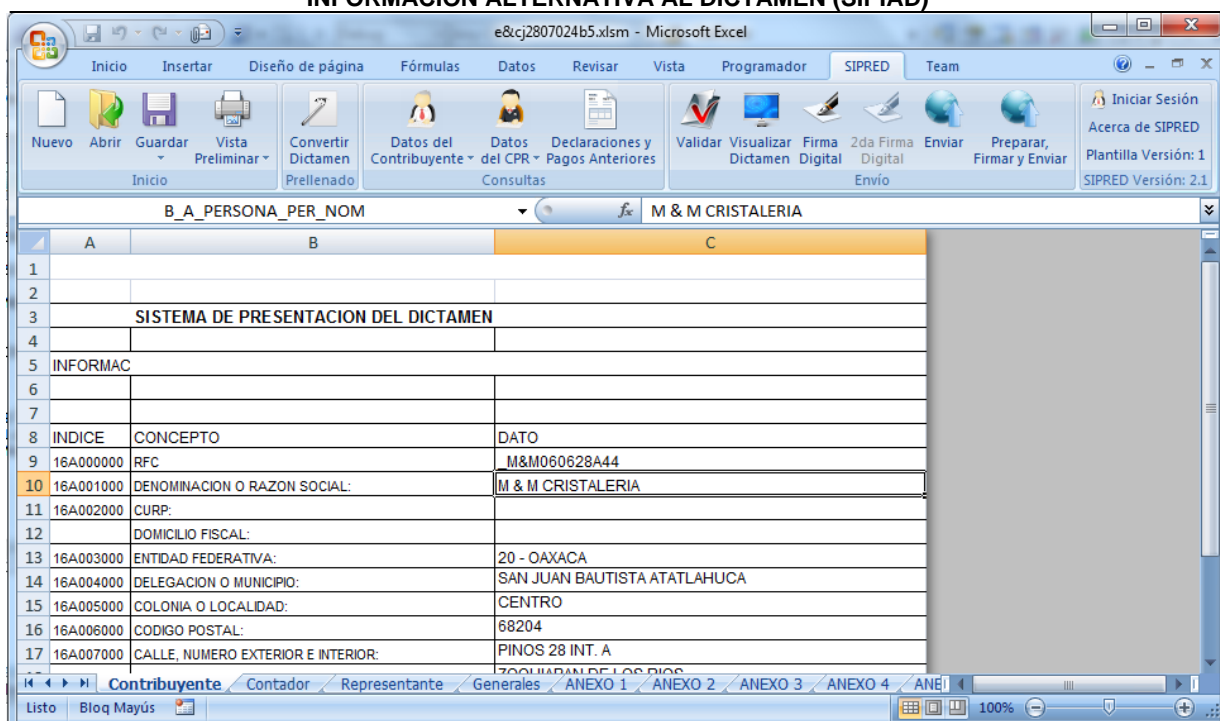 INFORMACION ALTERNATIVA AL DICTAMEN (SIPIAD)
e&cj2807024b5.xlsm - Microsoft Excel
Inicio Insertar Diseño de página Fórmulas Datos Revisar Vista Programador SIPRED Team
Nuevo Abrir Guardar Vista Preliminar Convertir Dictamen Datos del Contribuyente Datos del CPR Declaraciones y Pagos Anteriores Validar Visualizar Dictamen Firma Digital 2da Firma Digital Enviar Preparar, Firmar y Enviar
Iniciar Sesión
Acerca de SIPRED
Plantilla Versión: 1
Inicio Prellenado Consultas Envío SIPRED Versión: 2.1
B_A_PERSONA_PER_NOM fx M & M CRISTALERIA
A B C
1
2
3 SISTEMA DE PRESENTACION DEL DICTAMEN
4
5 INFORMAC
6
7
8 INDICE CONCEPTO DATO
9 16A000000 RFC _M&M060628A44
10 16A001000 DENOMINACION O RAZON SOCIAL: M & M CRISTALERIA
11 16A002000 CURP:
12 DOMICILIO FISCAL:
13 16A003000 ENTIDAD FEDERATIVA: 20 - OAXACA
14 16A004000 DELEGACION O MUNICIPIO: SAN JUAN BAUTISTA ATATLAHUCA
15 16A005000 COLONIA O LOCALIDAD: CENTRO
16 16A006000 CODIGO POSTAL: 68204
17 16A007000 CALLE, NUMERO EXTERIOR E INTERIOR: PINOS 28 INT. A
Contribuyente Contador Representante Generales ANEXO 1 ANEXO 2 ANEXO 3 ANEXO 4 ANE
Listo Bloq Mayús 100%